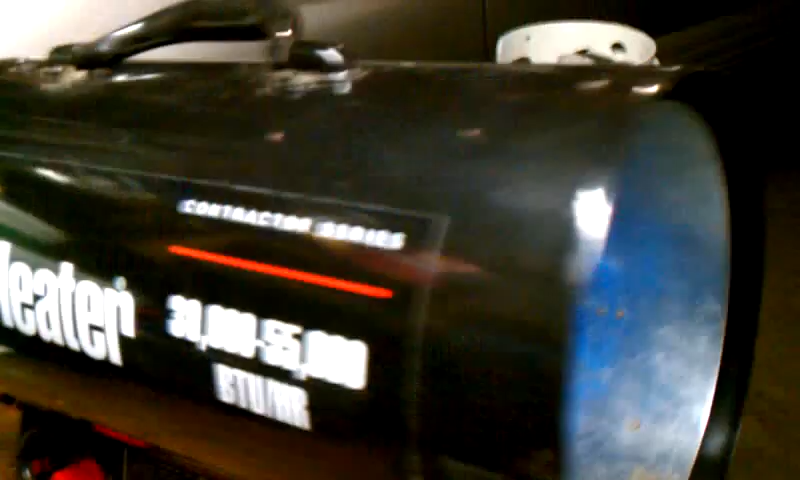 CONTRACTOR SERIES
Heater
30,000-55,000
BTU/HR